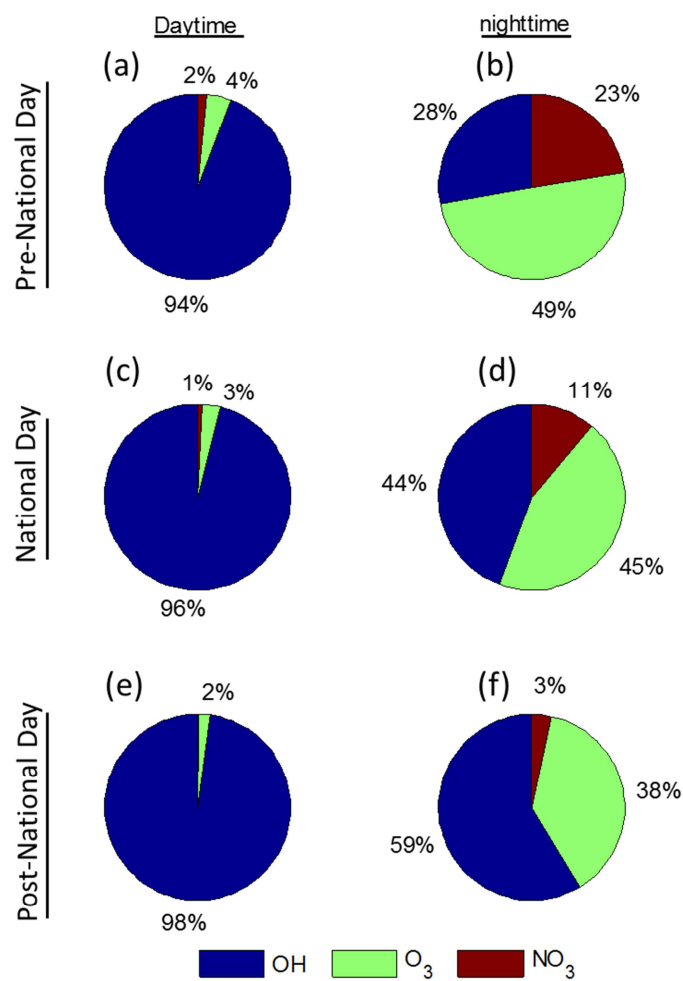 Daytime
nighttime
(a)
(b)
2%
4%
94%
28%
23%
49%
Pre-National Day
(c)
(d)
1%
3%
96%
11%
44%
45%
National Day
(e)
(f)
2%
98%
3%
38%
59%
Post-National Day
OH
O3
NO3